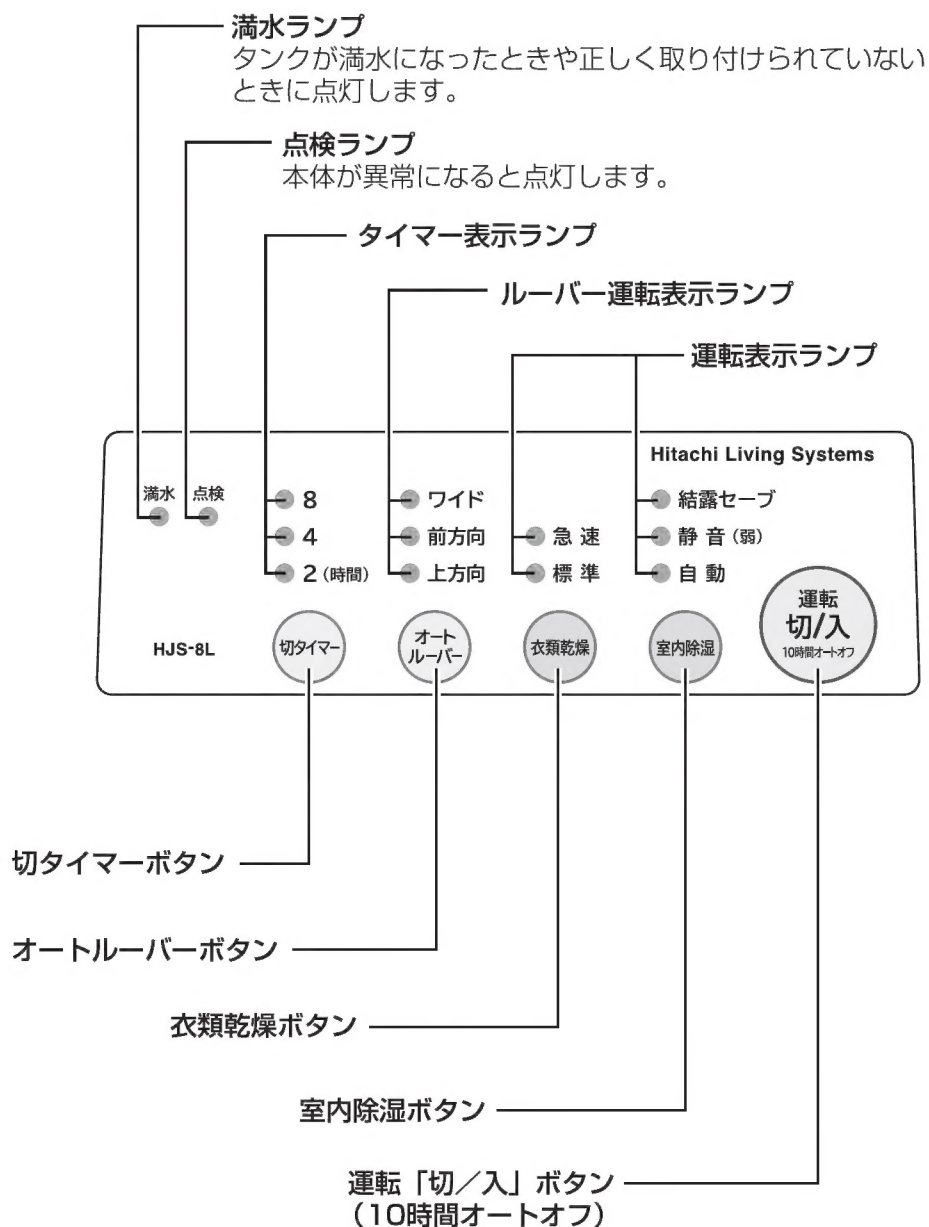 満水ランプ
タンクが満水になったときや正しく取り付けられていない
ときに点灯します。
点検ランプ
本体が異常になると点灯します。
タイマー表示ランプ
ルーバー運転表示ランプ
運転表示ランプ
Hitachi Living Systems
満水
点検
8
4
2(時間)
ワイド
前方向
上方向
急速
標準
結露セーブ
静音(弱)
自動
HJS-8L
切タイマー
オート
ルーバー
衣類乾燥
室内除湿
運転
切/入
10時間オートオフ
切タイマーボタン
オートルーバーボタン
衣類乾燥ボタン
室内除湿ボタン
運転「切／入」ボタン
(10時間オートオフ)